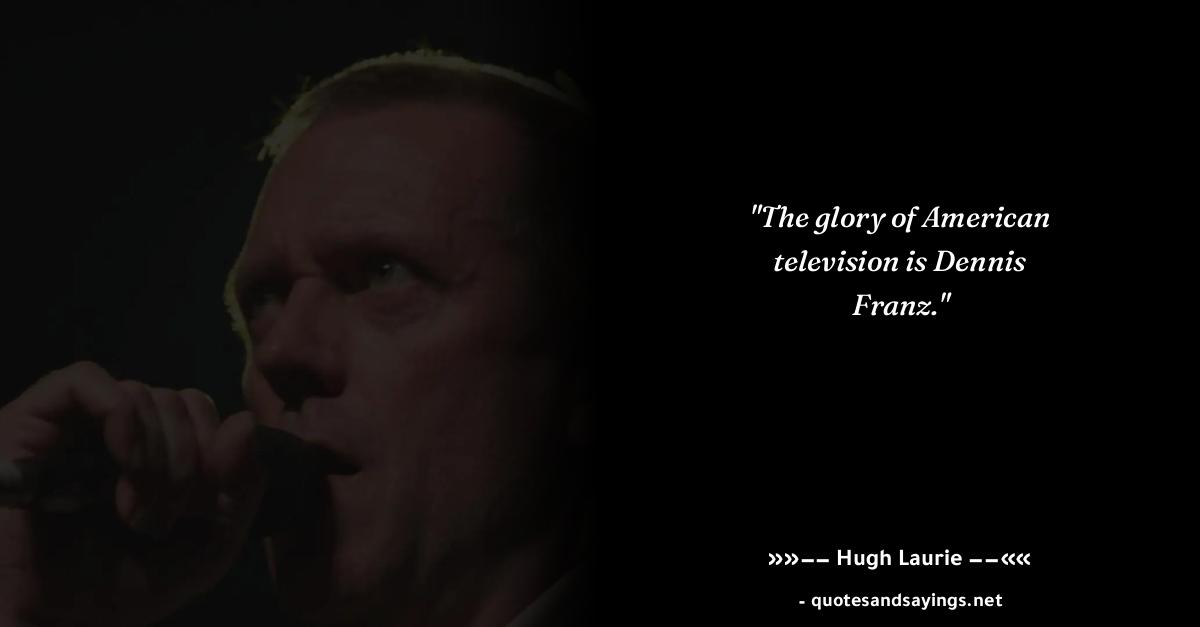 "The glory of American
television is Dennis
Franz."
»»–– Hugh Laurie ––««
- quotesandsayings.net